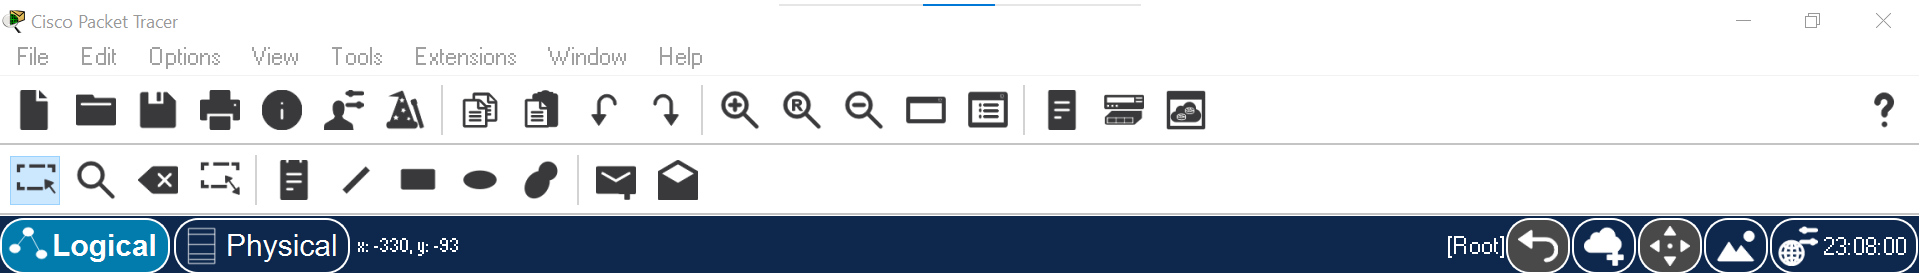 Cisco Packet Tracer
File Edit Options View Tools Extensions Window Help
R
?
Logical Physical x: -330, y: -93 [Root] 23:08:00